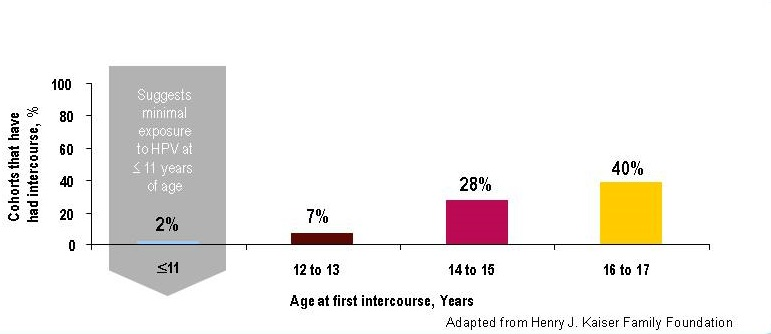 100
80
60
40
20
0
Cohorts that have
had intercourse, %
Suggests
minimal
exposure
to HPV at
≤ 11 years
of age
2%
7%
28%
40%
≤11
12 to 13
14 to 15
16 to 17
Age at first intercourse, Years
Adapted from Henry J. Kaiser Family Foundation